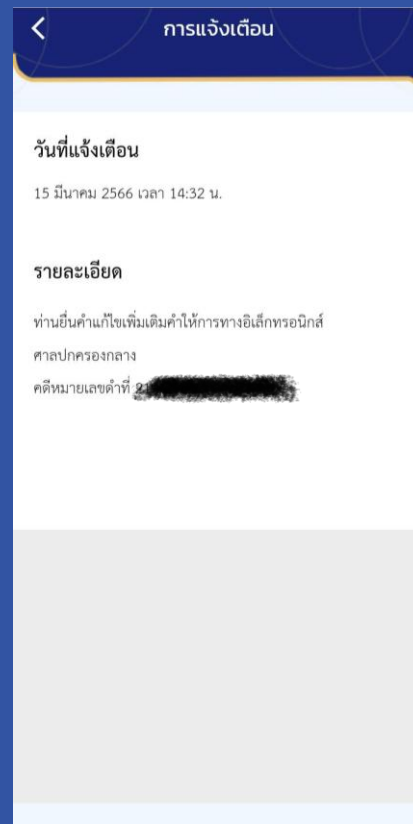 การแจ้งเตือน
วันที่แจ้งเตือน
15 มีนาคม 2566 เวลา 14:32 น.
รายละเอียด
ท่านยื่นคำแก้ไขเพิ่มเติมคำให้การทางอิเล็กทรอนิกส์
ศาลปกครองกลาง
คดีหมายเลขดำที่